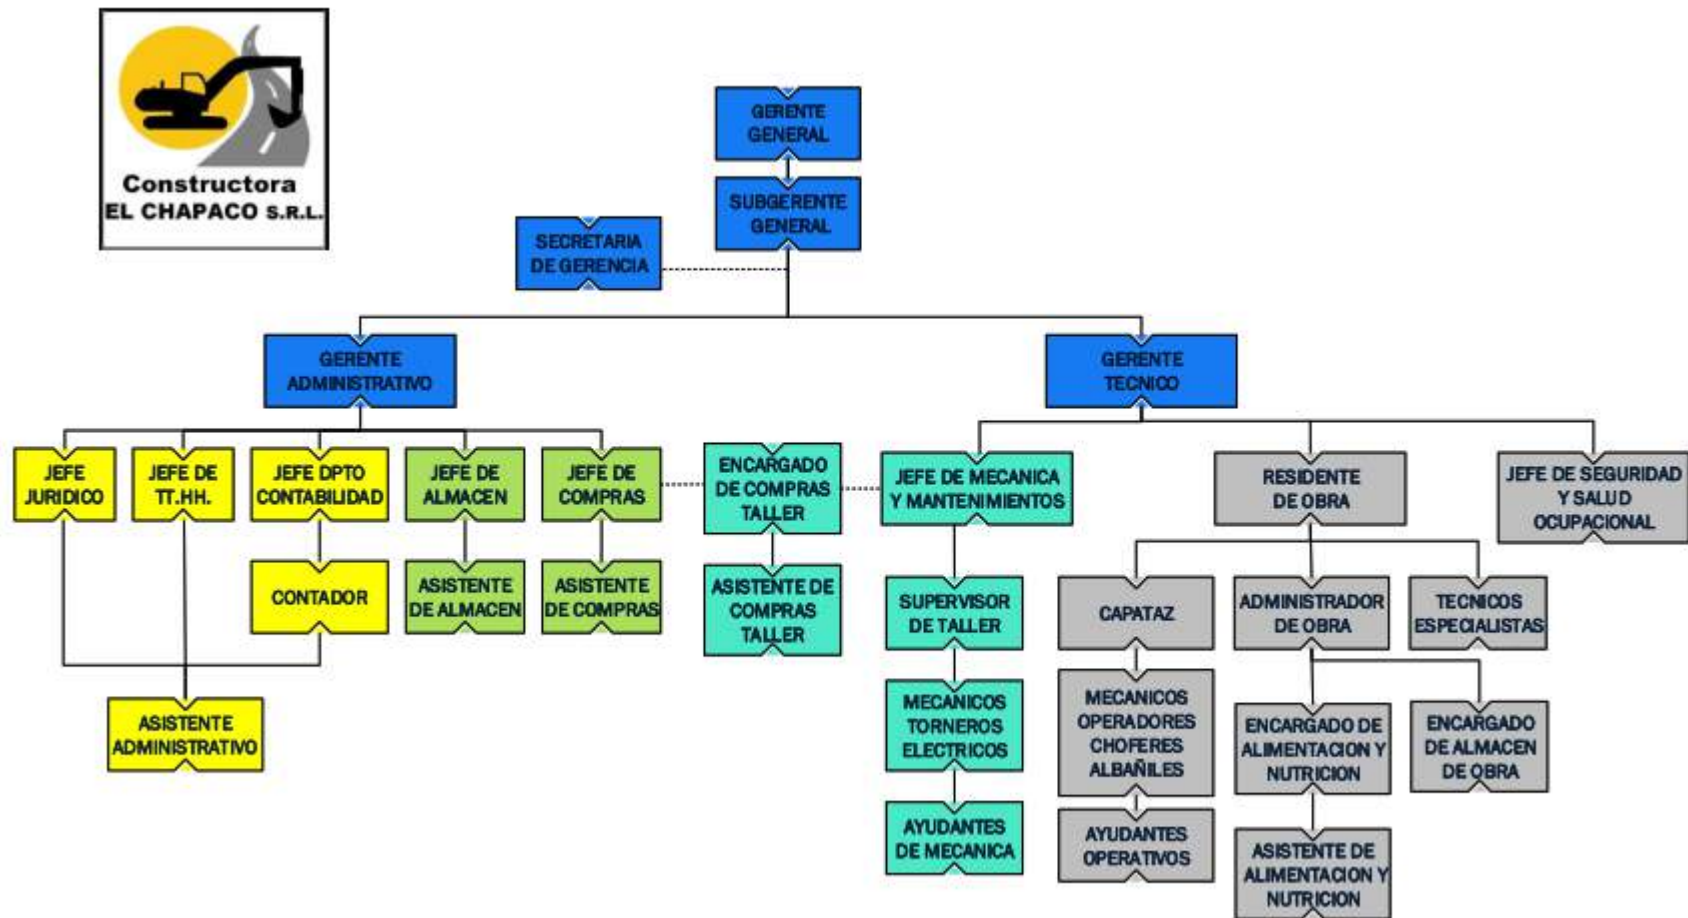 Constructora
EL CHAPACO S.R.L.
GERENTE
GENERAL
SUBGERENTE
GENERAL
SECRETARIA
DE GERENCIA
GERENTE
ADMINISTRATIVO
GERENTE
TECNICO
JEFE
JURIDICO
JEFE DE
TT.HH.
JEFE DPTO
CONTABILIDAD
JEFE DE
ALMACEN
JEFE DE
COMPRAS
ENCARGADO
DE COMPRAS
TALLER
JEFE DE MECANICA
Y MANTENIMIENTOS
RESIDENTE
DE OBRA
JEFE DE SEGURIDAD
Y SALUD
OCUPACIONAL
CONTADOR
ASISTENTE
DE ALMACEN
ASISTENTE
DE COMPRAS
ASISTENTE DE
COMPRAS
TALLER
SUPERVISOR
DE TALLER
CAPATAZ
ADMINISTRADOR
DE OBRA
TECNICOS
ESPECIALISTAS
ASISTENTE
ADMINISTRATIVO
MECANICOS
TORNEROS
ELECTRICOS
MECANICOS
OPERADORES
CHOFERES
ALBAÑILES
ENCARGADO DE
ALIMENTACION Y
NUTRICION
ENCARGADO
DE ALMACEN
DE OBRA
AYUDANTES
DE MECANICA
AYUDANTES
OPERATIVOS
ASISTENTE DE
ALIMENTACION Y
NUTRICION